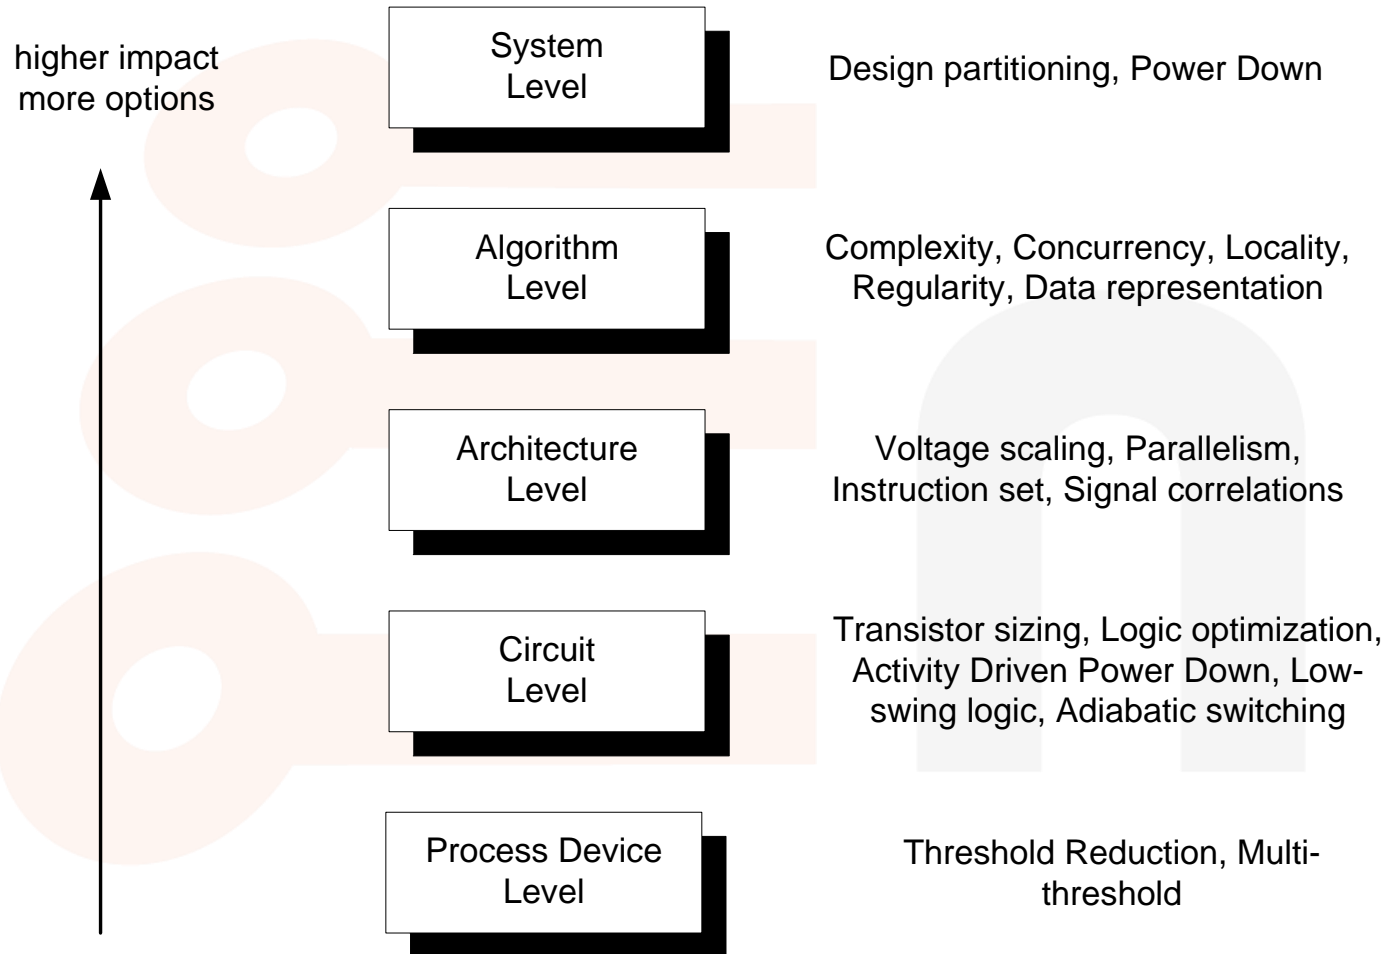 higher impact
more options
System
Level
Design partitioning, Power Down
Algorithm
Level
Complexity, Concurrency, Locality,
Regularity, Data representation
Architecture
Level
Voltage scaling, Parallelism,
Instruction set, Signal correlations
Circuit
Level
Transistor sizing, Logic optimization,
Activity Driven Power Down, Low-
swing logic, Adiabatic switching
Process Device
Level
Threshold Reduction, Multi-
threshold